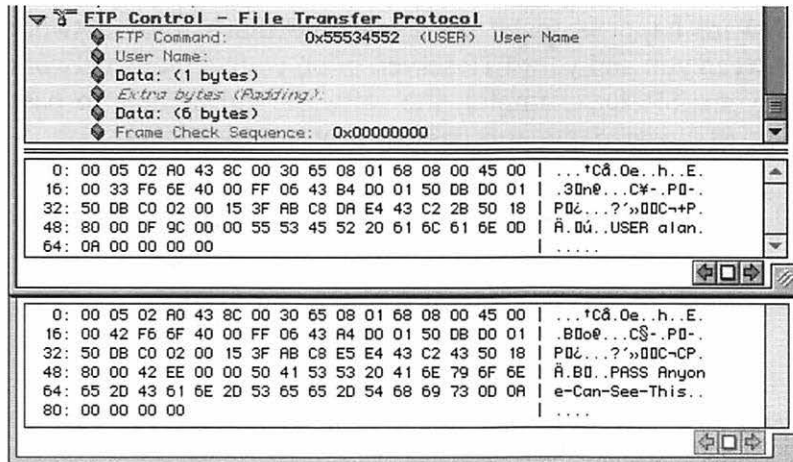 FTP Control - File Transfer Protocol
FTP Command: 0x55534552 (USER) User Name
User Name:
Data: (1 bytes)
Extra bytes (Padding):
Data: (6 bytes)
Frame Check Sequence: 0x00000000
0: 00 05 02 A0 43 8C 00 30 65 08 01 68 08 00 45 00 | ...†Cå.0e..h..E.
16: 00 33 F6 6E 40 00 FF 06 43 B4 D0 01 50 DB D0 01 | .3▯n@...C¥-.P▯-.
32: 50 DB C0 02 00 15 3F AB C8 DA E4 43 C2 2B 50 18 | P▯¿...?´»▯▯C¬+P.
48: 80 00 DF 9C 00 00 55 53 45 52 20 61 6C 61 6E 0D | Ä.▯ú..USER alan.
64: 0A 00 00 00 00 | .....
0: 00 05 02 A0 43 8C 00 30 65 08 01 68 08 00 45 00 | ...†Cå.0e..h..E.
16: 00 42 F6 6F 40 00 FF 06 43 A4 D0 01 50 DB D0 01 | .B▯o@...C§-.P▯-.
32: 50 DB C0 02 00 15 3F AB C8 E5 E4 43 C2 43 50 18 | P▯¿...?´»▯▯C¬CP.
48: 80 00 42 EE 00 00 50 41 53 53 20 41 6E 79 6F 6E | Ä.B▯..PASS Anyon
64: 65 2D 43 61 6E 2D 53 65 65 2D 54 68 69 73 0D 0A | e-Can-See-This..
80: 00 00 00 00 | ....